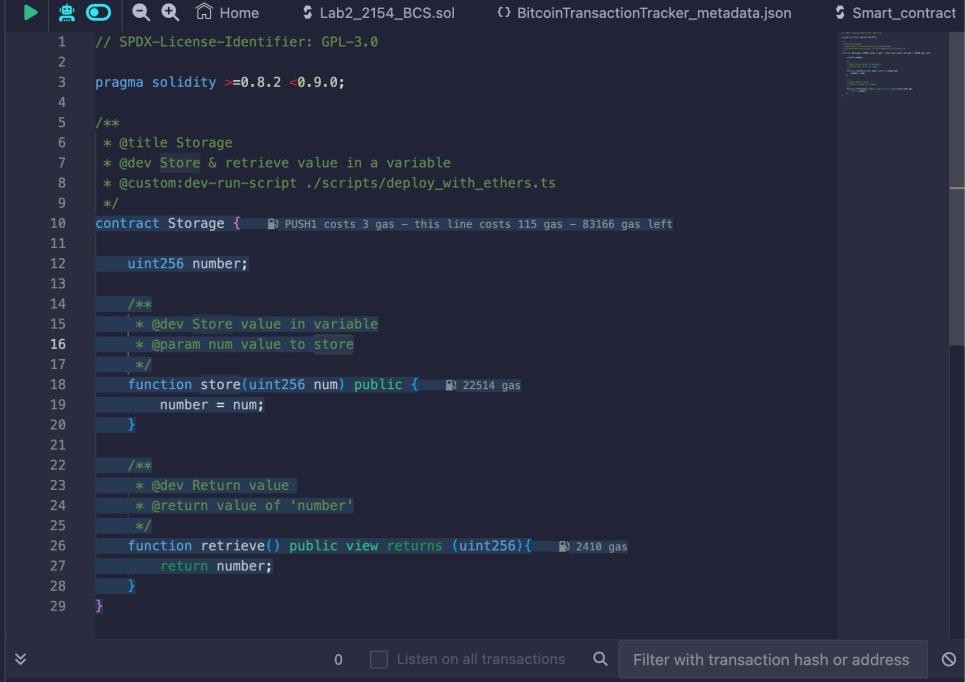 Home Lab2_2154_BCS.sol BitcoinTransactionTracker_metadata.json Smart_contract
1 // SPDX-License-Identifier: GPL-3.0
2
3 pragma solidity >=0.8.2 <0.9.0;
4
5 /**
6  * @title Storage
7  * @dev Store & retrieve value in a variable
8  * @custom:dev-run-script ./scripts/deploy_with_ethers.ts
9  */
10 contract Storage { PUSH1 costs 3 gas - this line costs 115 gas - 83166 gas left
11
12     uint256 number;
13
14     /**
15      * @dev Store value in variable
16      * @param num value to store
17      */
18     function store(uint256 num) public { 22514 gas
19         number = num;
20     }
21
22     /**
23      * @dev Return value
24      * @return value of 'number'
25      */
26     function retrieve() public view returns (uint256){ 2410 gas
27         return number;
28     }
29 }
0 Listen on all transactions Filter with transaction hash or address